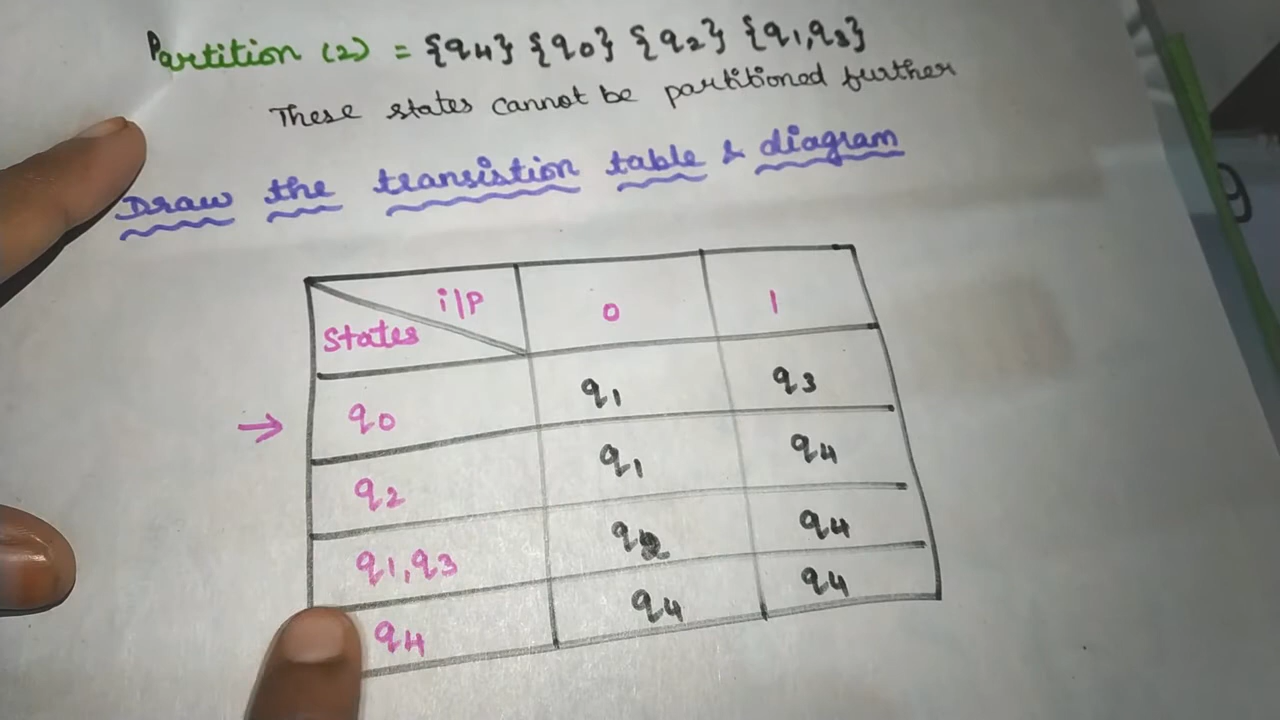 Partition (2) = {q4} {q0} {q2} {q1,q3}
These states cannot be partitioned further
Draw the transistion table & diagram
i/P
States
0
1
→ q0 q1 q3
q2 q1 q4
q1,q3 q2 q4
q4 q4 q4
9